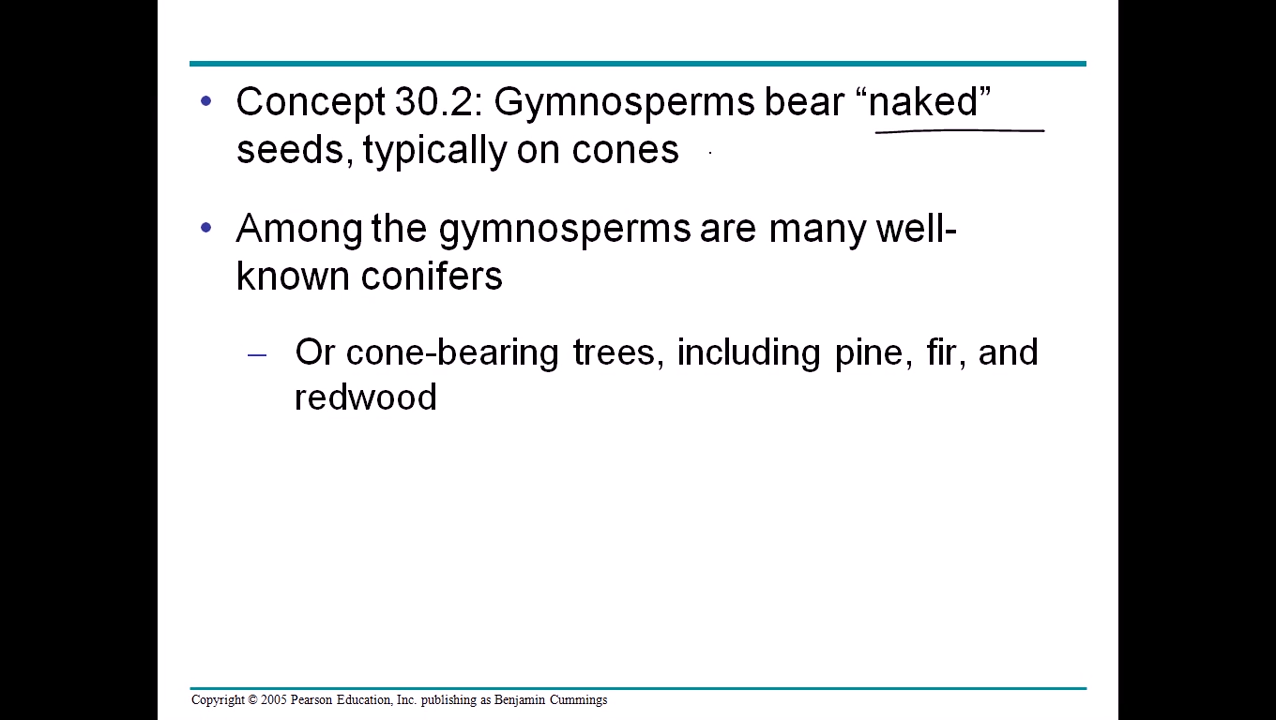 • Concept 30.2: Gymnosperms bear “naked”
seeds, typically on cones
• Among the gymnosperms are many well-
known conifers
– Or cone-bearing trees, including pine, fir, and
redwood
Copyright © 2005 Pearson Education, Inc. publishing as Benjamin Cummings